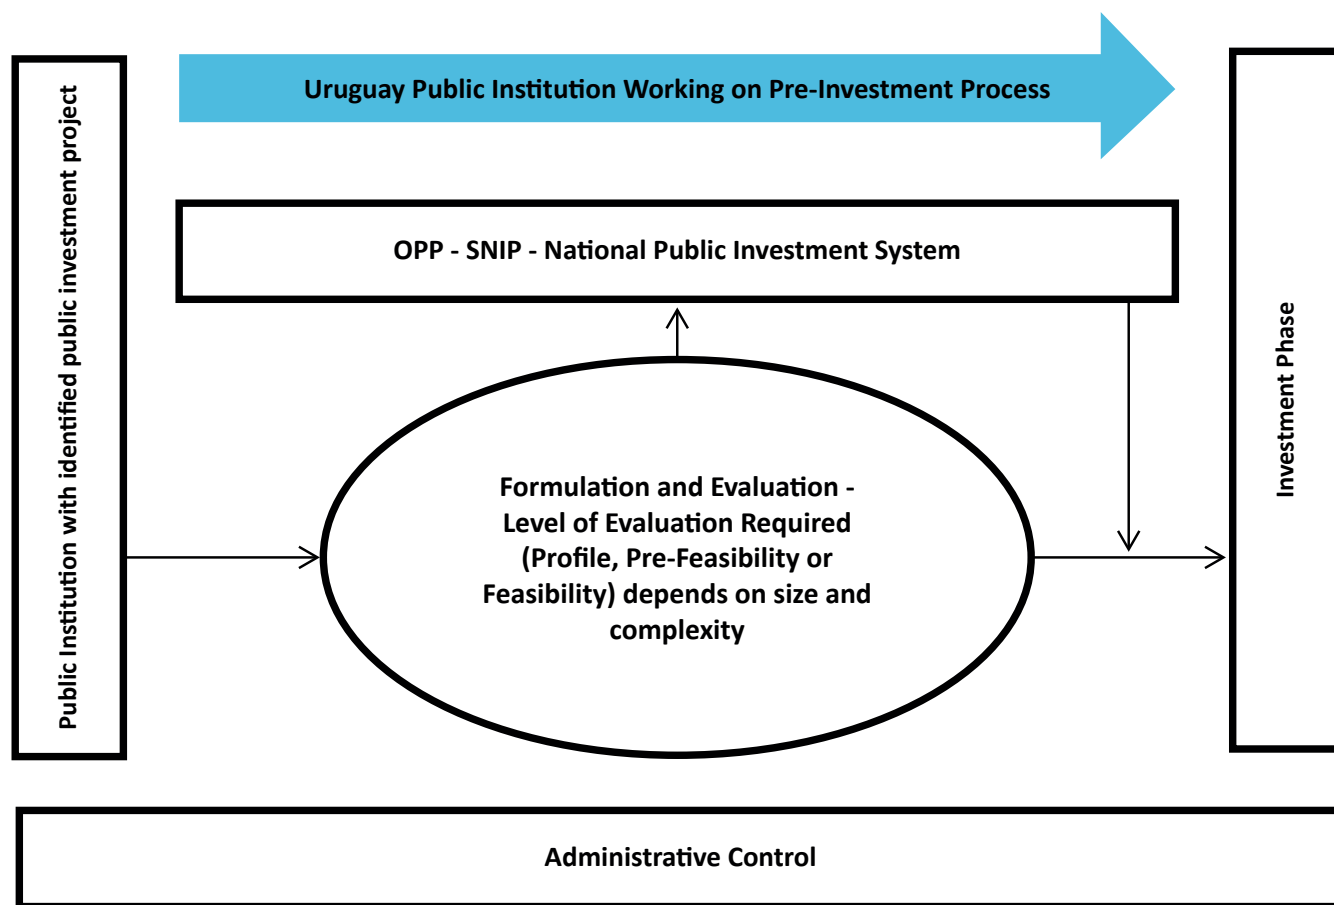 Uruguay Public Institution Working on Pre-Investment Process
Public Institution with identified public investment project
OPP - SNIP - National Public Investment System
Formulation and Evaluation -
Level of Evaluation Required
(Profile, Pre-Feasibility or
Feasibility) depends on size and
complexity
Investment Phase
Administrative Control